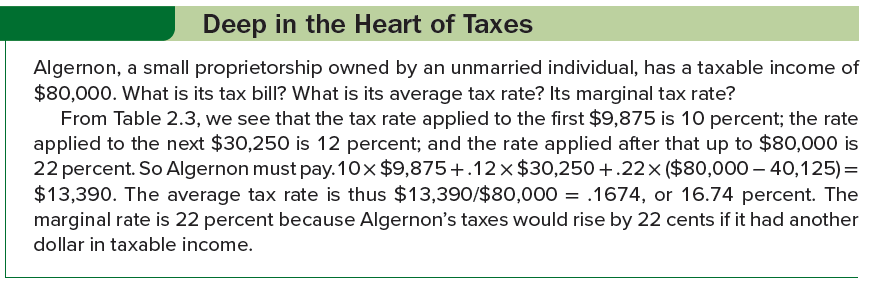 Deep in the Heart of Taxes
Algernon, a small proprietorship owned by an unmarried individual, has a taxable income of
$80,000. What is its tax bill? What is its average tax rate? Its marginal tax rate?
From Table 2.3, we see that the tax rate applied to the first $9,875 is 10 percent; the rate
applied to the next $30,250 is 12 percent; and the rate applied after that up to $80,000 is
22 percent. So Algernon must pay.10 × $9,875 + .12 × $30,250 + .22 × ($80,000 – 40,125) =
$13,390. The average tax rate is thus $13,390/$80,000 = .1674, or 16.74 percent. The
marginal rate is 22 percent because Algernon's taxes would rise by 22 cents if it had another
dollar in taxable income.